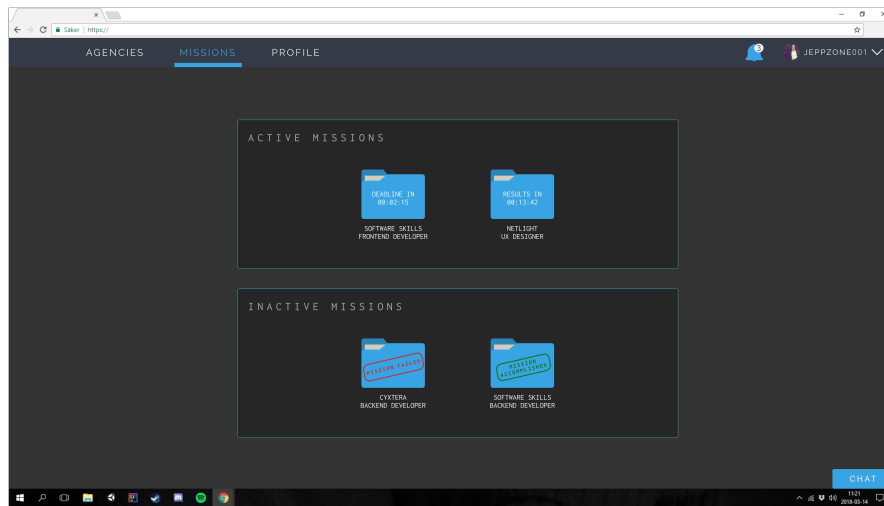 Säker | https://
AGENCIES MISSIONS PROFILE 3 JEPPZONE001
ACTIVE MISSIONS
DEADLINE IN
00:02:15
SOFTWARE SKILLS
FRONTEND DEVELOPER
RESULTS IN
00:13:42
NETLIGHT
UX DESIGNER
INACTIVE MISSIONS
MISSION FAILED
CYXTERA
BACKEND DEVELOPER
MISSION
ACCOMPLISHED
SOFTWARE SKILLS
BACKEND DEVELOPER
CHAT
11:21
2018-03-14